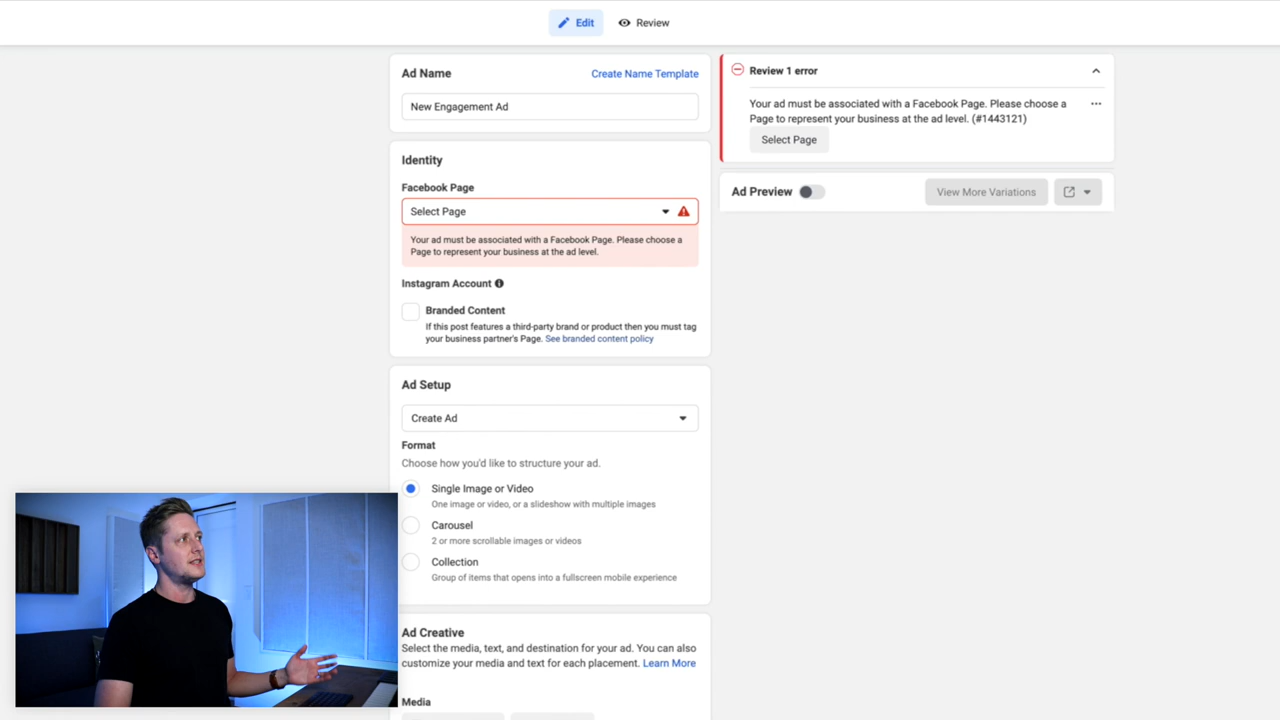 Edit
Review
Ad Name
Create Name Template
New Engagement Ad
Identity
Facebook Page
Select Page
Your ad must be associated with a Facebook Page. Please choose a
Page to represent your business at the ad level.
Instagram Account
Branded Content
If this post features a third-party brand or product then you must tag
your business partner's Page. See branded content policy
Ad Setup
Create Ad
Format
Choose how you'd like to structure your ad.
Single Image or Video
One image or video, or a slideshow with multiple images
Carousel
2 or more scrollable images or videos
Collection
Group of items that opens into a fullscreen mobile experience
Ad Creative
Select the media, text, and destination for your ad. You can also
customize your media and text for each placement. Learn More
Media
Review 1 error
Your ad must be associated with a Facebook Page. Please choose a
Page to represent your business at the ad level. (#1443121)
Select Page
Ad Preview
View More Variations